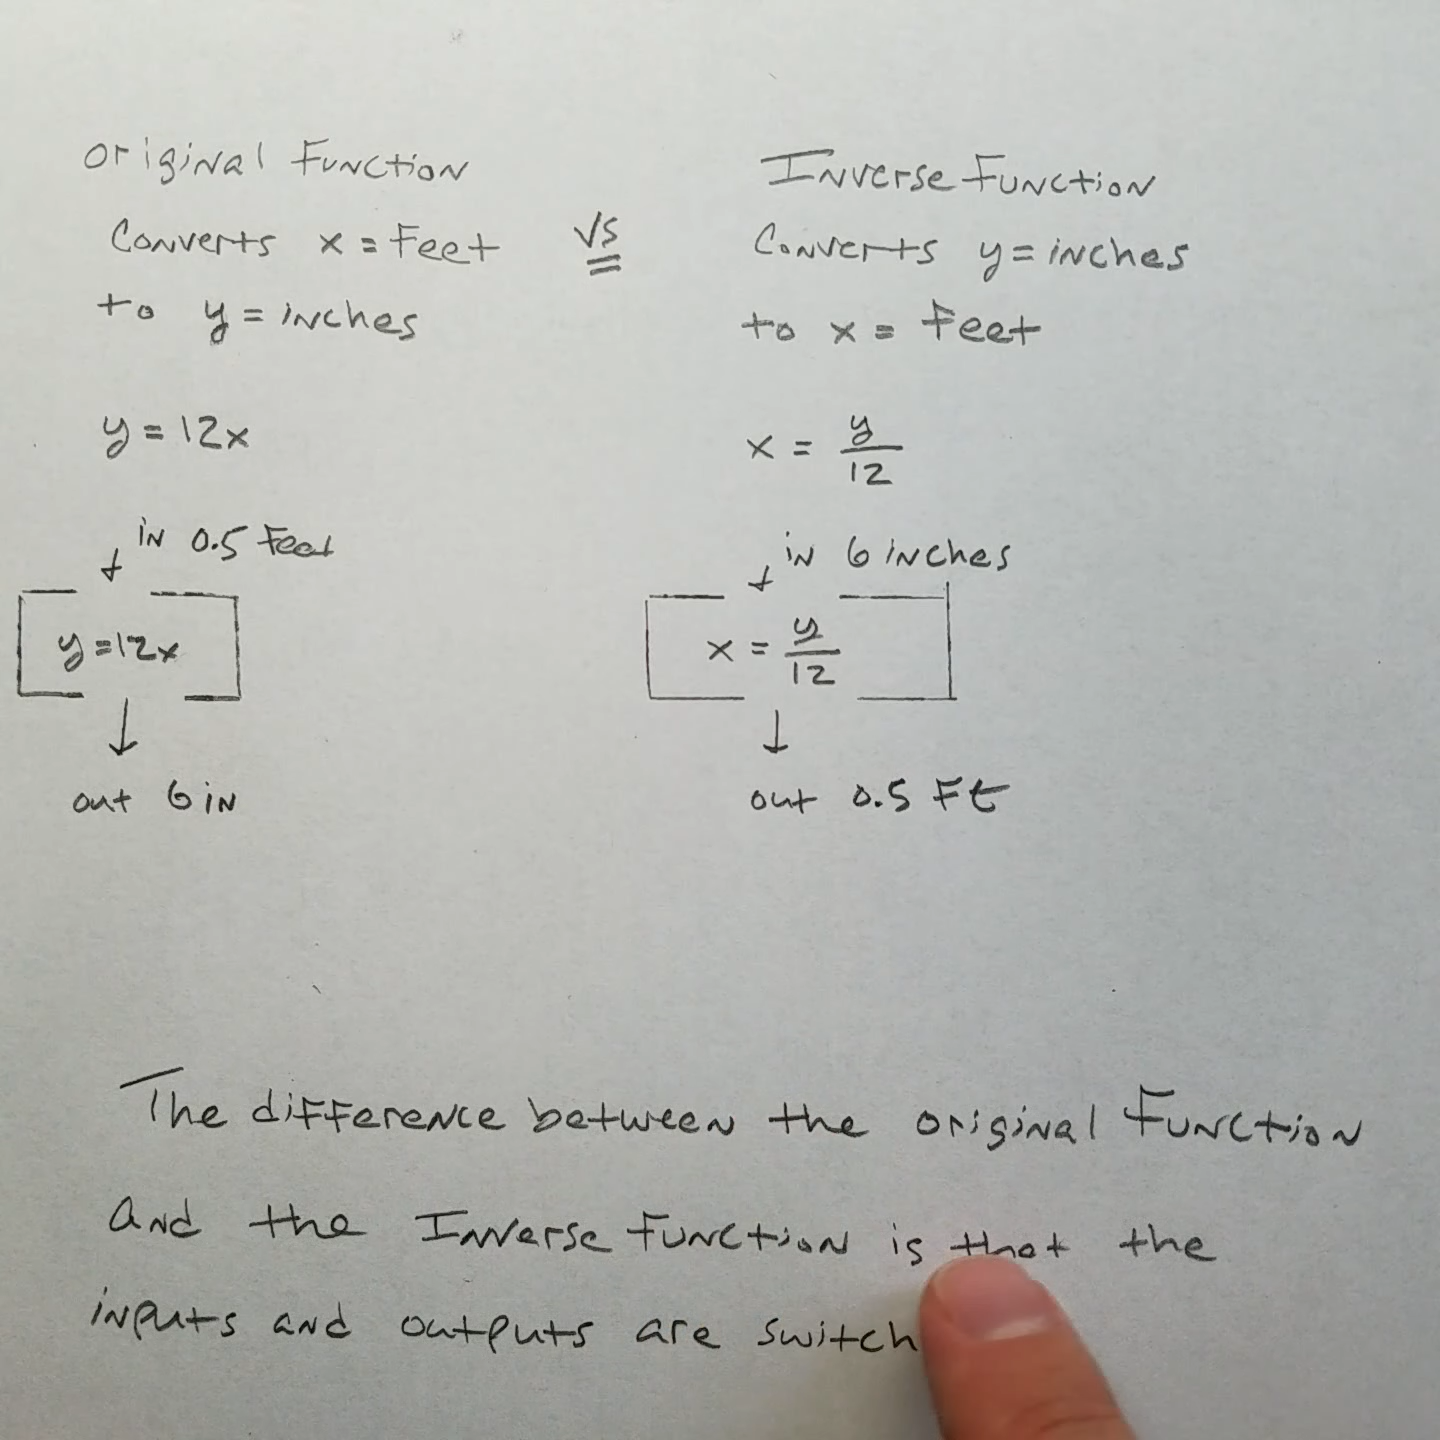 Original Function
Converts x = Feet
to y = inches
y = 12x
in 0.5 Feet
y = 12x
out 6 in
vs
Inverse Function
Converts y = inches
to x = Feet
x = y/12
in 6 inches
x = y/12
out 0.5 Ft
The difference between the original Function
and the Inverse Function is that the
inputs and outputs are switch